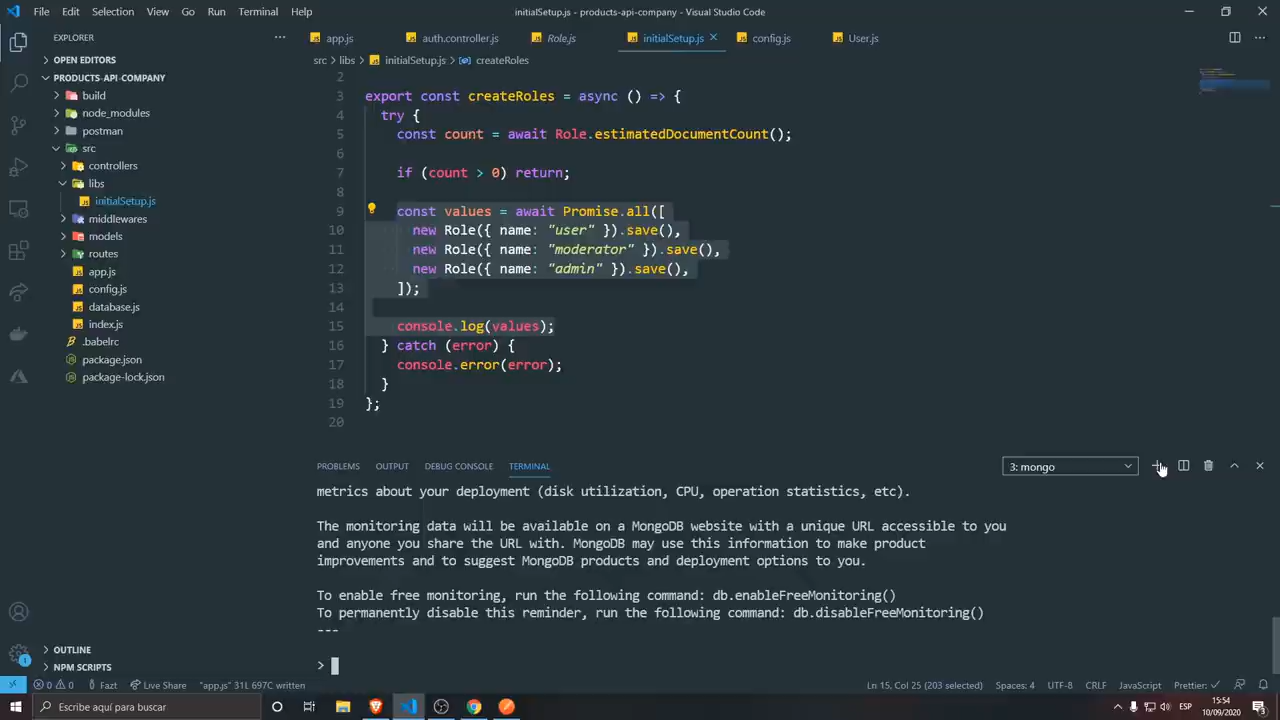 File Edit Selection View Go Run Terminal Help
initialSetup.js - products-api-company - Visual Studio Code
EXPLORER
app.js auth.controller.js Role.js initialSetup.js config.js User.js
src > libs > initialSetup.js > createRoles
OPEN EDITORS
PRODUCTS-API-COMPANY
build
node_modules
postman
src
controllers
libs
initialSetup.js
middlewares
models
routes
app.js
config.js
database.js
index.js
.babelrc
package.json
package-lock.json
OUTLINE
NPM SCRIPTS
2
3 export const createRoles = async () => {
4 try {
5 const count = await Role.estimatedDocumentCount();
6
7 if (count > 0) return;
8
9 const values = await Promise.all([
10 new Role({ name: "user" }).save(),
11 new Role({ name: "moderator" }).save(),
12 new Role({ name: "admin" }).save(),
13 ]);
14
15 console.log(values);
16 } catch (error) {
17 console.error(error);
18 }
19 };
20
PROBLEMS OUTPUT DEBUG CONSOLE TERMINAL
3: mongo
metrics about your deployment (disk utilization, CPU, operation statistics, etc).
The monitoring data will be available on a MongoDB website with a unique URL accessible to you
and anyone you share the URL with. MongoDB may use this information to make product
improvements and to suggest MongoDB products and deployment options to you.
To enable free monitoring, run the following command: db.enableFreeMonitoring()
To permanently disable this reminder, run the following command: db.disableFreeMonitoring()
---
>
0 0 Fazt Live Share "app.js" 31L 697C written
Ln 15, Col 25 (203 selected) Spaces: 4 UTF-8 CRLF JavaScript Prettier: ✓
Escribe aquí para buscar
ESP
15:54
10/09/2020